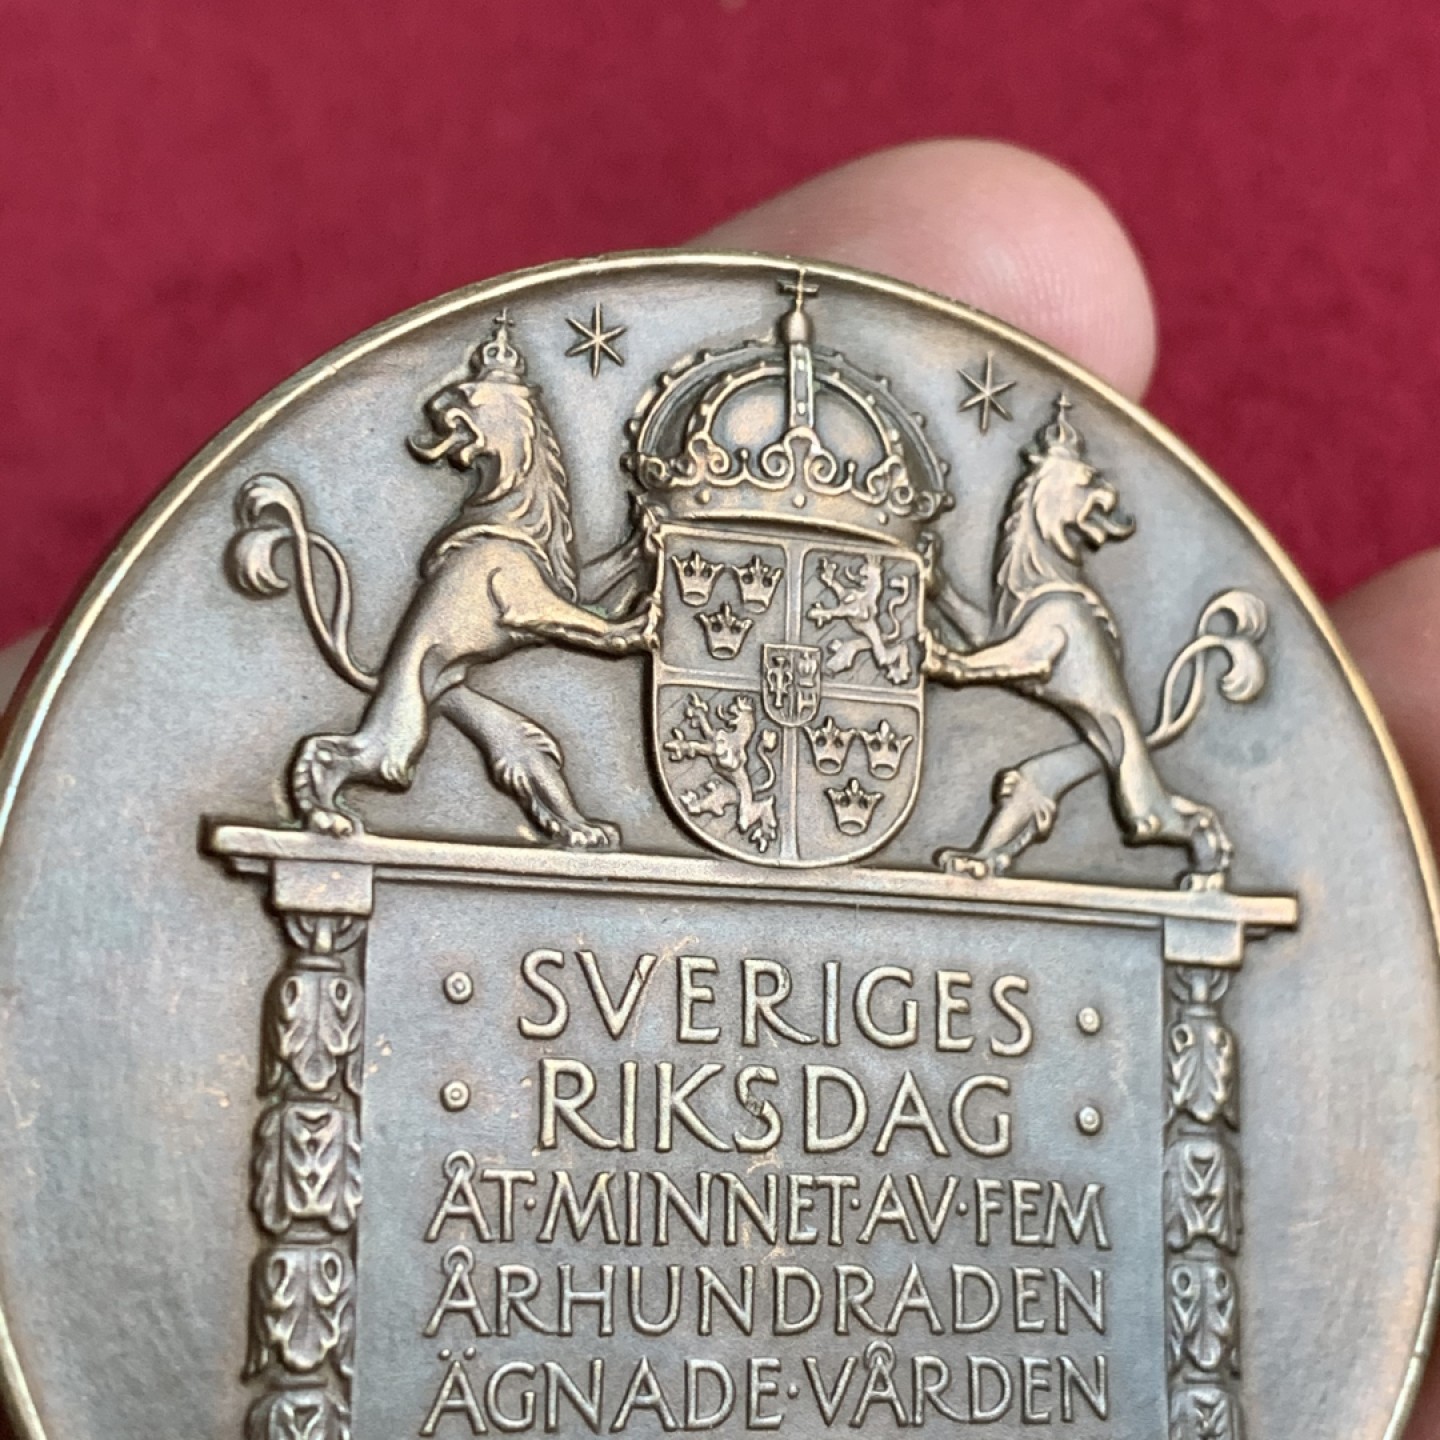 · SVERIGES ·
· RIKSDAG ·
ÅT·MINNET·AV·FEM
ÅRHUNDRADEN
ÄGNADE·VÅRDEN